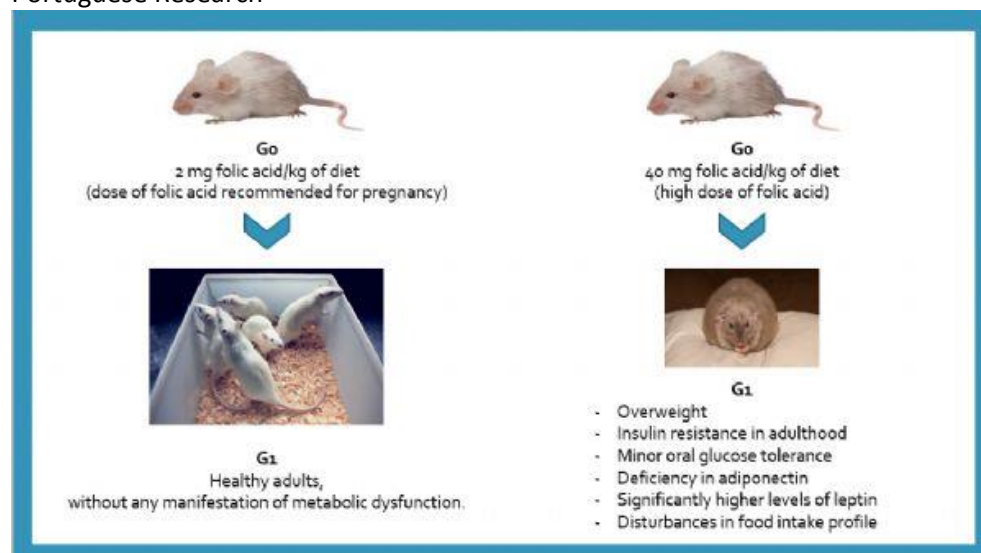 Portuguese Research
G0
2 mg folic acid/kg of diet
(dose of folic acid recommended for pregnancy)
G1
Healthy adults,
without any manifestation of metabolic dysfunction.
G0
40 mg folic acid/kg of diet
(high dose of folic acid)
G1
- Overweight
- Insulin resistance in adulthood
- Minor oral glucose tolerance
- Deficiency in adiponectin
- Significantly higher levels of leptin
- Disturbances in food intake profile